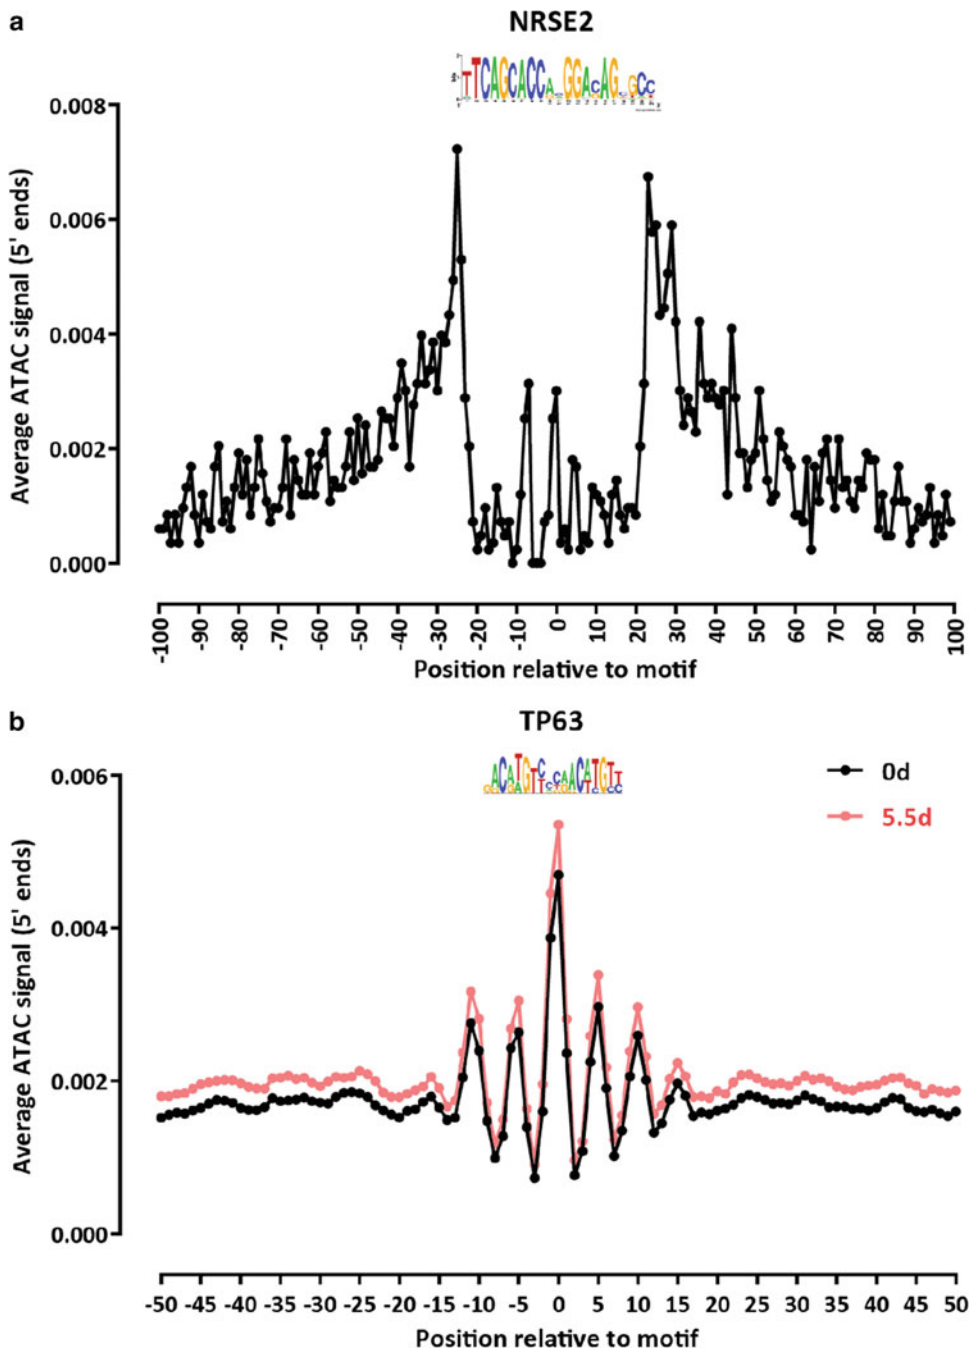 a
NRSE2
TTCAGCACCA GGACAG GCC
0.008
0.006
0.004
0.002
0.000
Average ATAC signal (5' ends)
-100 -90 -80 -70 -60 -50 -40 -30 -20 -10 0 10 20 30 40 50 60 70 80 90 100
Position relative to motif
b
TP63
0d
5.5d
0.006
0.004
0.002
0.000
Average ATAC signal (5' ends)
-50 -45 -40 -35 -30 -25 -20 -15 -10 -5 0 5 10 15 20 25 30 35 40 45 50
Position relative to motif